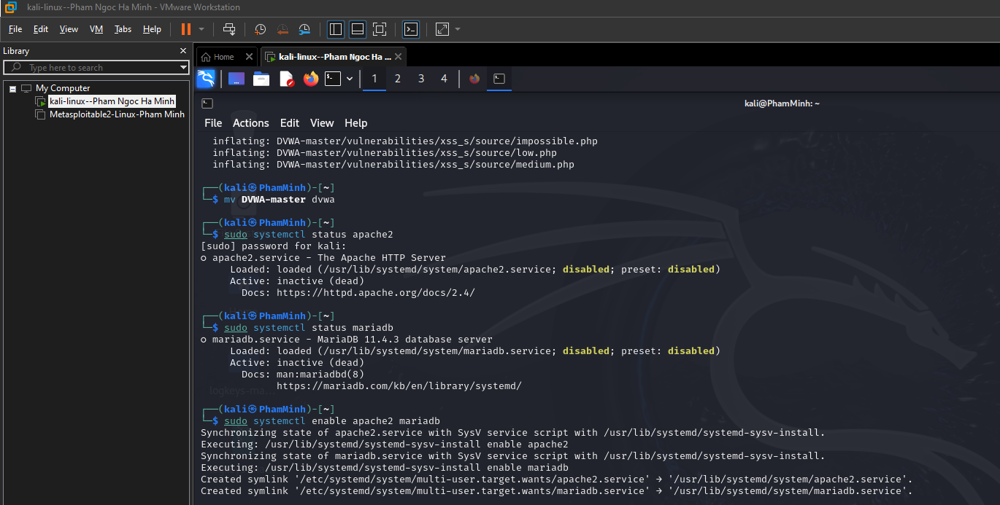 kali-linux--Pham Ngoc Ha Minh - VMware Workstation
File Edit View VM Tabs Help
Library
Type here to search
My Computer
kali-linux--Pham Ngoc Ha Minh
Metasploitable2-Linux-Pham Minh
Home
kali-linux--Pham Ngoc Ha ...
1 2 3 4
kali@PhamMinh: ~
File Actions Edit View Help
inflating: DVWA-master/vulnerabilities/xss_s/source/impossible.php
inflating: DVWA-master/vulnerabilities/xss_s/source/low.php
inflating: DVWA-master/vulnerabilities/xss_s/source/medium.php
┌──(kali㉿PhamMinh)-[~]
└─$ mv DVWA-master dvwa
┌──(kali㉿PhamMinh)-[~]
└─$ sudo systemctl status apache2
[sudo] password for kali:
○ apache2.service - The Apache HTTP Server
Loaded: loaded (/usr/lib/systemd/system/apache2.service; disabled; preset: disabled)
Active: inactive (dead)
Docs: https://httpd.apache.org/docs/2.4/
┌──(kali㉿PhamMinh)-[~]
└─$ sudo systemctl status mariadb
○ mariadb.service - MariaDB 11.4.3 database server
Loaded: loaded (/usr/lib/systemd/system/mariadb.service; disabled; preset: disabled)
Active: inactive (dead)
Docs: man:mariadbd(8)
https://mariadb.com/kb/en/library/systemd/
logkeys-ma...
┌──(kali㉿PhamMinh)-[~]
└─$ sudo systemctl enable apache2 mariadb
Synchronizing state of apache2.service with SysV service script with /usr/lib/systemd/systemd-sysv-install.
Executing: /usr/lib/systemd/systemd-sysv-install enable apache2
Synchronizing state of mariadb.service with SysV service script with /usr/lib/systemd/systemd-sysv-install.
Executing: /usr/lib/systemd/systemd-sysv-install enable mariadb
Created symlink '/etc/systemd/system/multi-user.target.wants/apache2.service' → '/usr/lib/systemd/system/apache2.service'.
Created symlink '/etc/systemd/system/multi-user.target.wants/mariadb.service' → '/usr/lib/systemd/system/mariadb.service'.